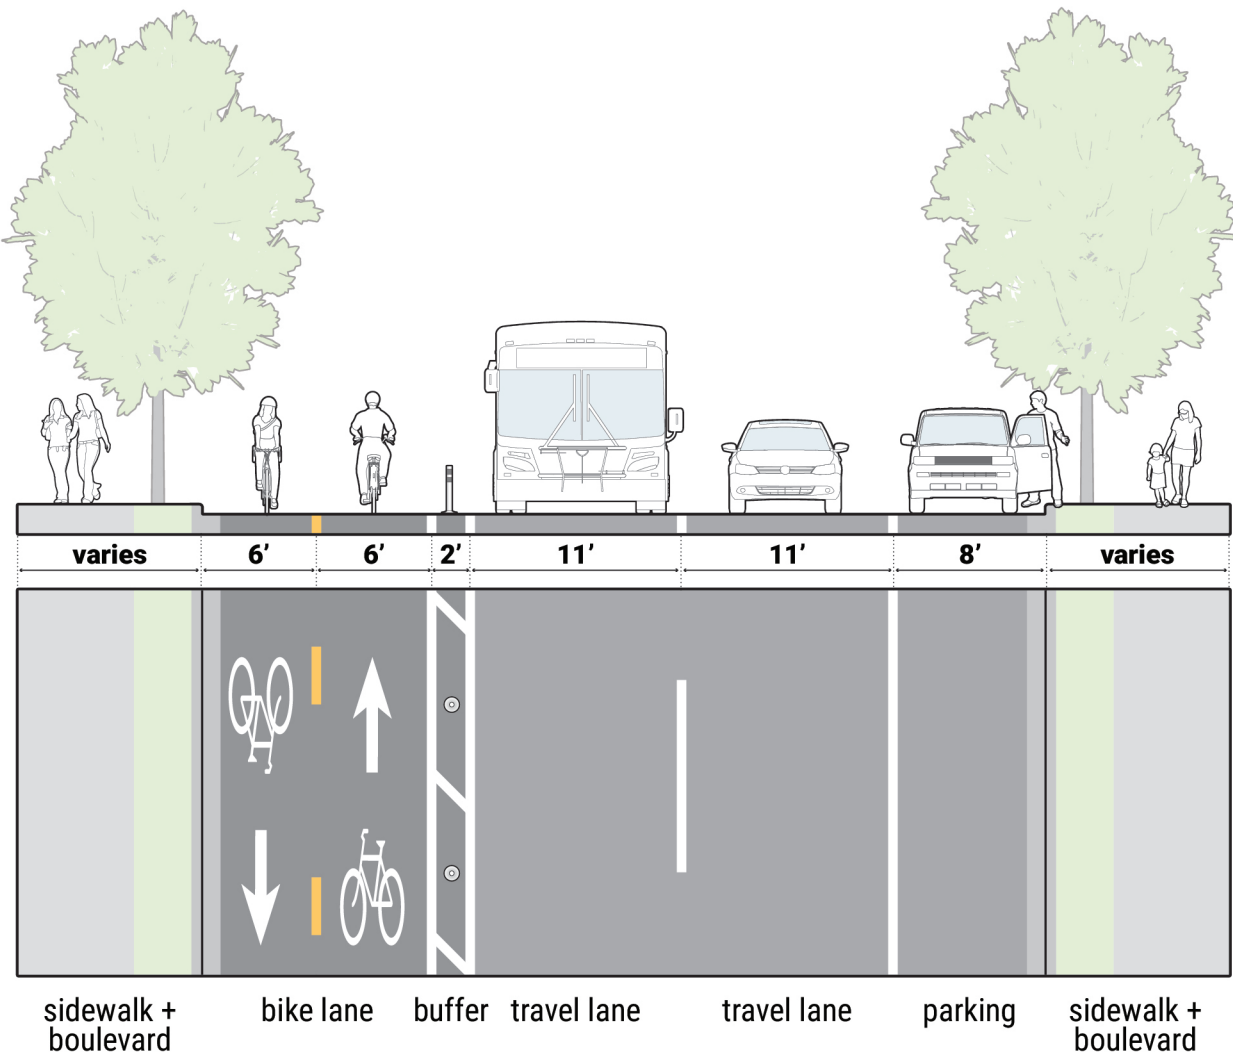 varies 6’ 6’ 2’ 11’ 11’ 8’ varies
sidewalk + boulevard
bike lane
buffer
travel lane
travel lane
parking
sidewalk + boulevard